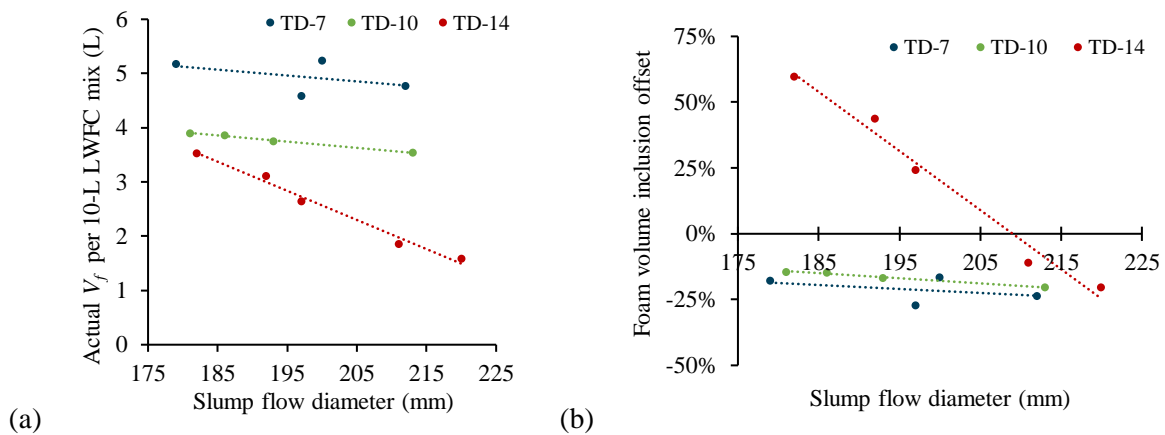 TD-7 TD-10 TD-14
Actual Vf per 10-L LWFC mix (L)
6
5
4
3
2
1
0
175 185 195 205 215 225
Slump flow diameter (mm)
(a)
TD-7 TD-10 TD-14
Foam volume inclusion offset
75%
50%
25%
0%
-25%
-50%
175 185 195 205 215 225
Slump flow diameter (mm)
(b)